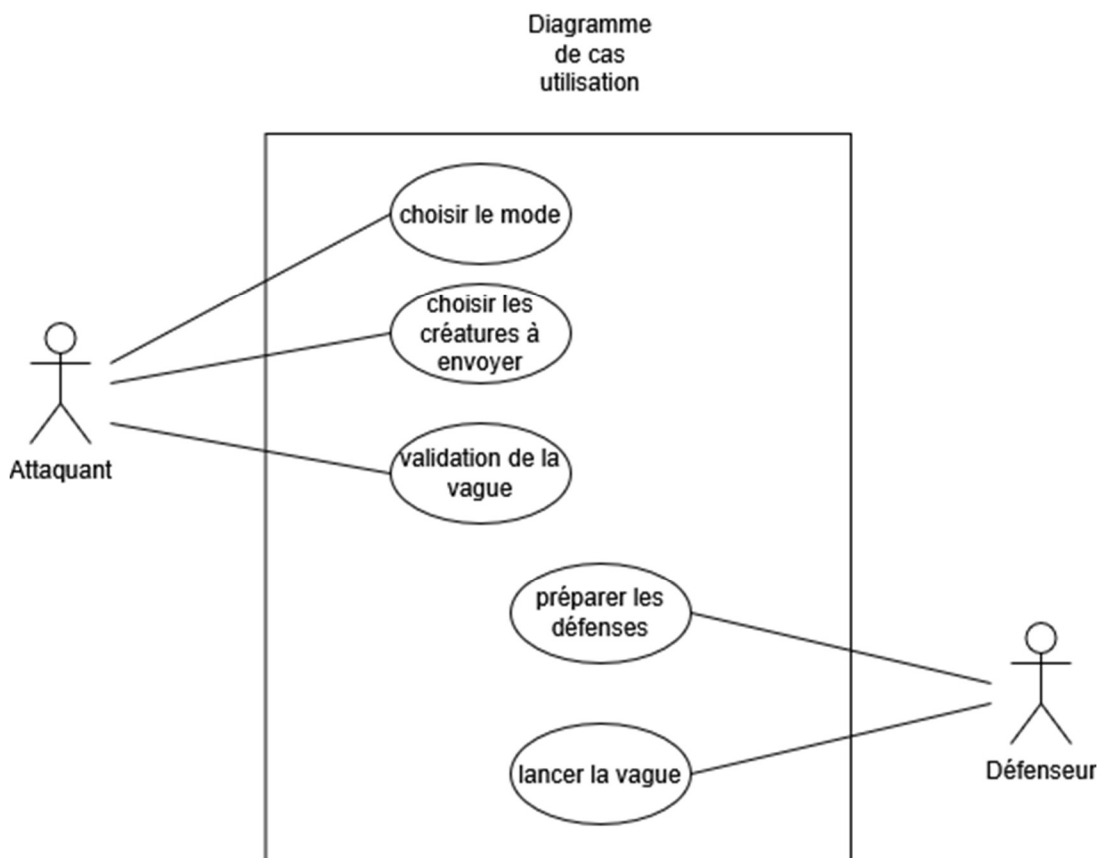 Diagramme
de cas
utilisation
choisir le mode
choisir les
créatures à
envoyer
Attaquant
validation de la
vague
préparer les
défenses
lancer la vague
Défenseur